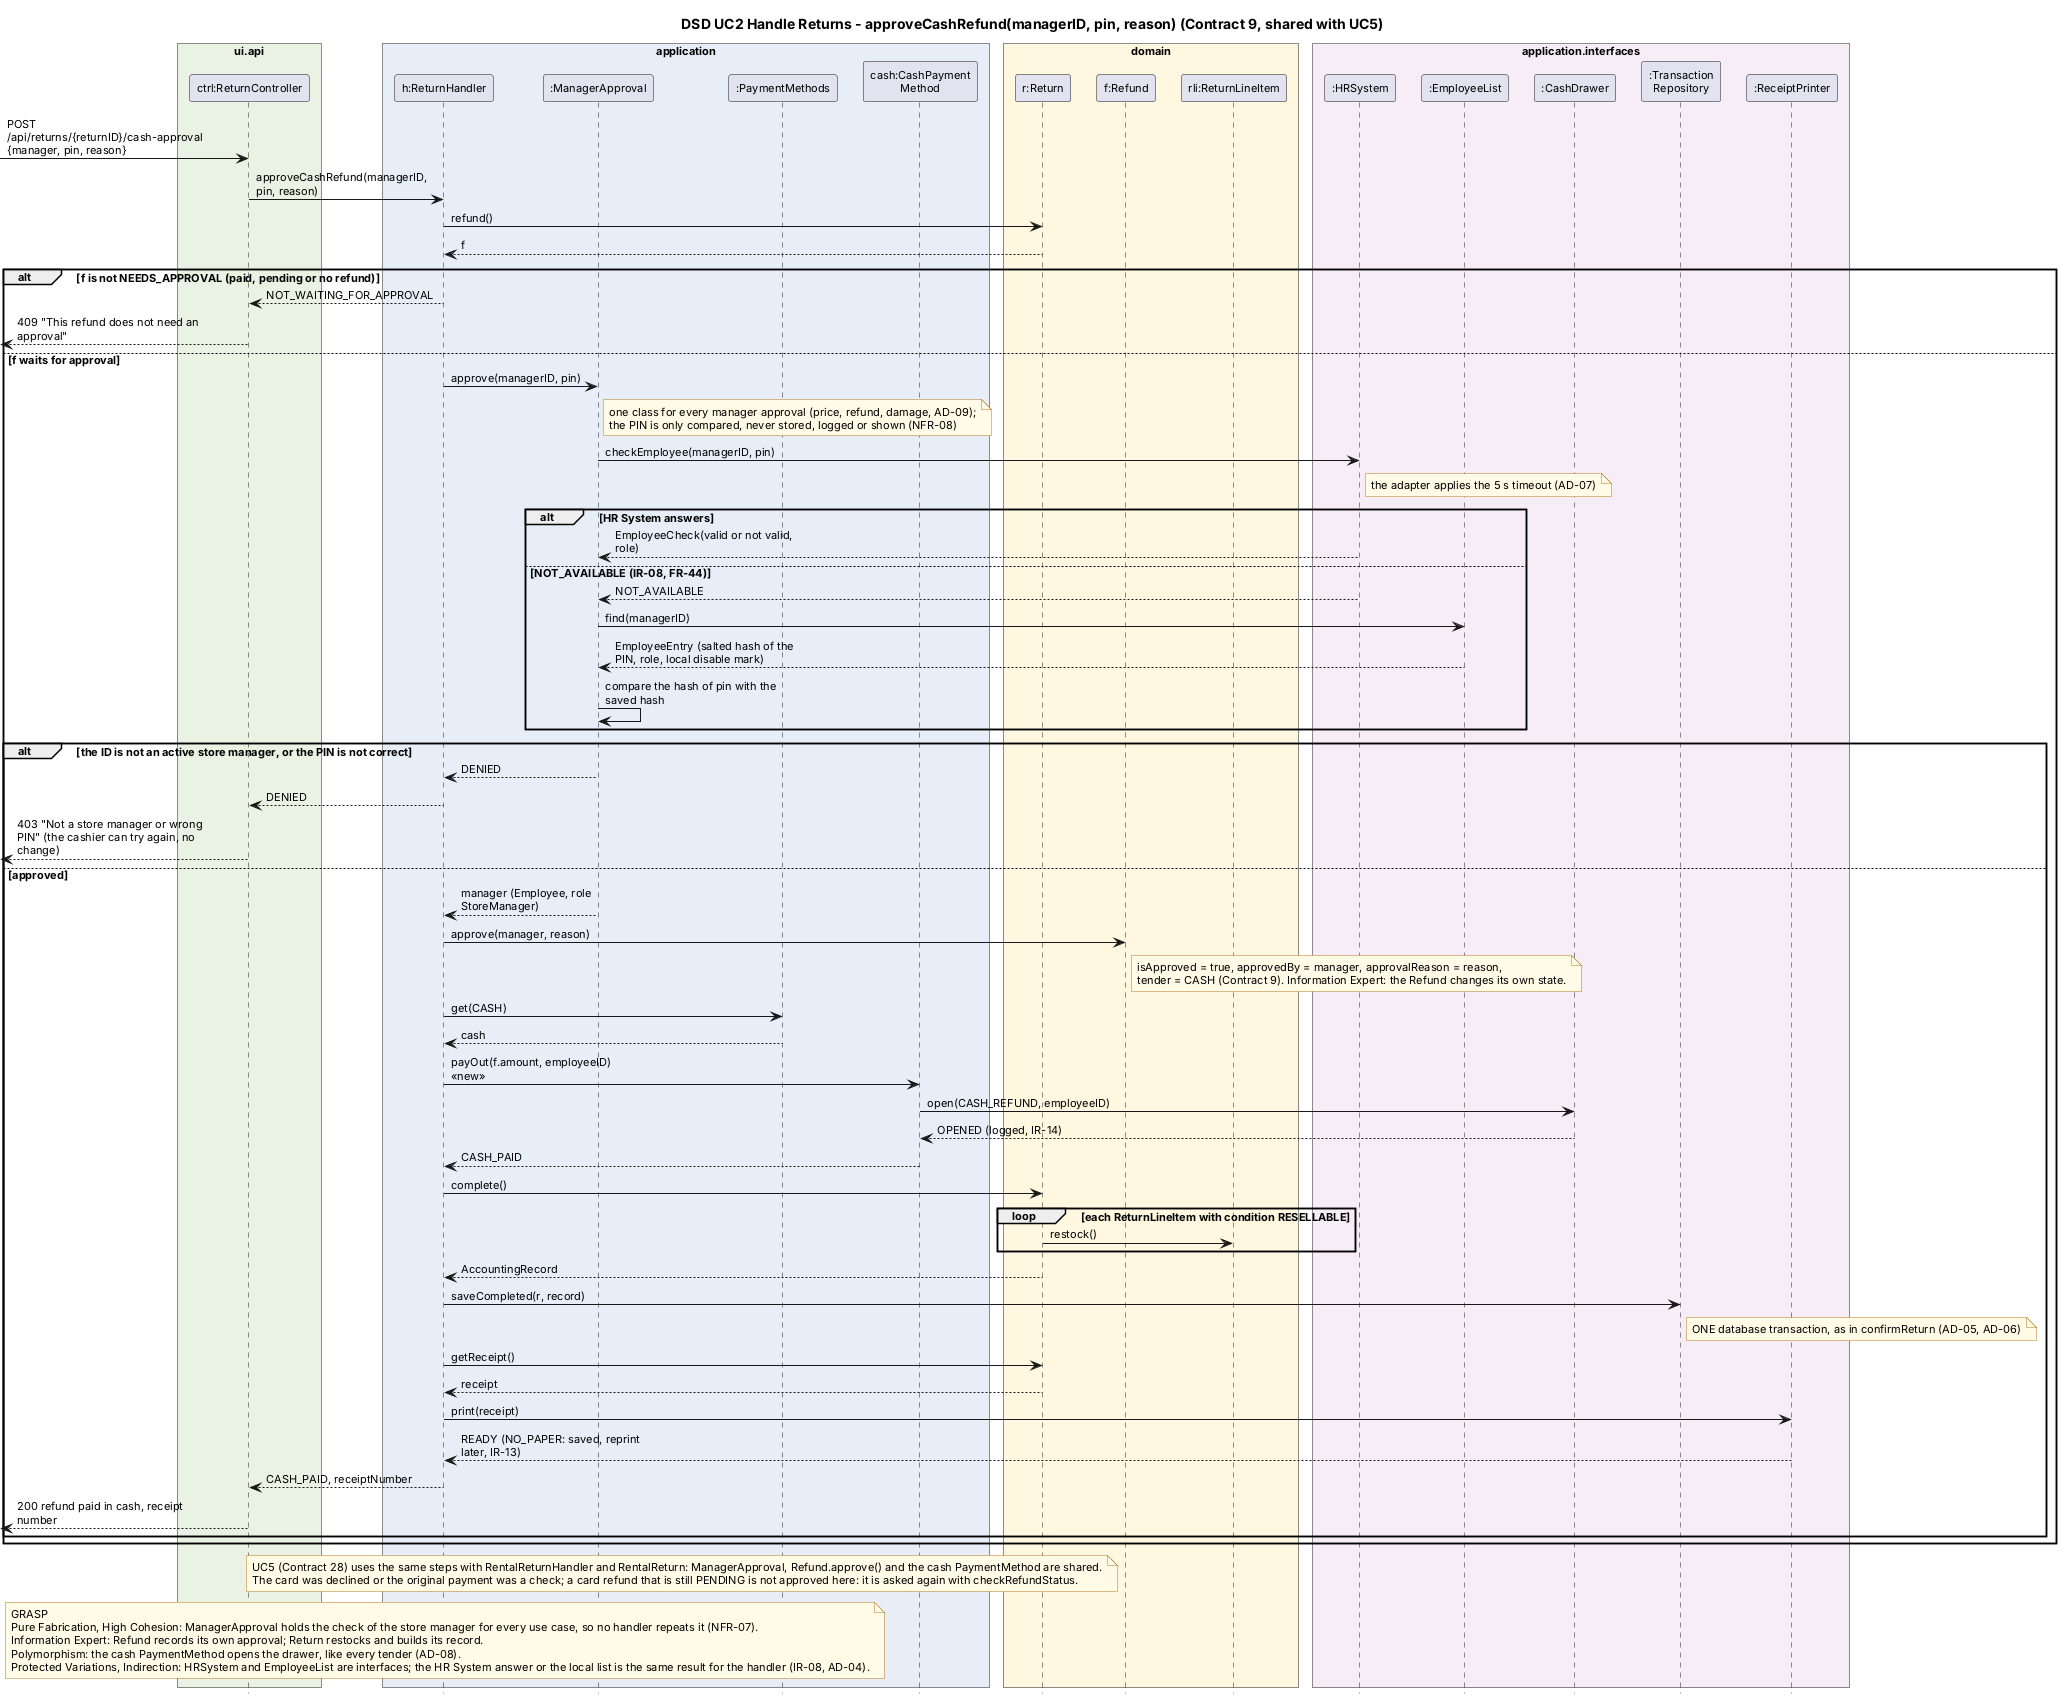 DSD UC2 Handle Returns - approveCashRefund(managerID, pin, reason) (Contract 9, shared with UC5)
ui.api
application
domain
application.interfaces
ctrl:ReturnController
h:ReturnHandler
:ManagerApproval
:PaymentMethods
cash:CashPayment
Method
r:Return
f:Refund
rli:ReturnLineItem
:HRSystem
:EmployeeList
:CashDrawer
:Transaction
Repository
:ReceiptPrinter
POST
/api/returns/{returnID}/cash-approval
{manager, pin, reason}
approveCashRefund(managerID,
pin, reason)
refund()
f
alt
[f is not NEEDS_APPROVAL (paid, pending or no refund)]
NOT_WAITING_FOR_APPROVAL
409 "This refund does not need an
approval"
[f waits for approval]
approve(managerID, pin)
one class for every manager approval (price, refund, damage, AD-09);
the PIN is only compared, never stored, logged or shown (NFR-08)
checkEmployee(managerID, pin)
the adapter applies the 5 s timeout (AD-07)
alt
[HR System answers]
EmployeeCheck(valid or not valid,
role)
[NOT_AVAILABLE (IR-08, FR-44)]
NOT_AVAILABLE
find(managerID)
EmployeeEntry (salted hash of the
PIN, role, local disable mark)
compare the hash of pin with the
saved hash
alt
[the ID is not an active store manager, or the PIN is not correct]
DENIED
DENIED
403 "Not a store manager or wrong
PIN" (the cashier can try again, no
change)
[approved]
manager (Employee, role
StoreManager)
approve(manager, reason)
isApproved = true, approvedBy = manager, approvalReason = reason,
tender = CASH (Contract 9). Information Expert: the Refund changes its own state.
get(CASH)
cash
payOut(f.amount, employeeID)
«new»
open(CASH_REFUND, employeeID)
OPENED (logged, IR-14)
CASH_PAID
complete()
loop
[each ReturnLineItem with condition RESELLABLE]
restock()
AccountingRecord
saveCompleted(r, record)
ONE database transaction, as in confirmReturn (AD-05, AD-06)
getReceipt()
receipt
print(receipt)
READY (NO_PAPER: saved, reprint
later, IR-13)
CASH_PAID, receiptNumber
200 refund paid in cash, receipt
number
UC5 (Contract 28) uses the same steps with RentalReturnHandler and RentalReturn: ManagerApproval, Refund.approve() and the cash PaymentMethod are shared.
The card was declined or the original payment was a check; a card refund that is still PENDING is not approved here: it is asked again with checkRefundStatus.
GRASP
Pure Fabrication, High Cohesion: ManagerApproval holds the check of the store manager for every use case, so no handler repeats it (NFR-07).
Information Expert: Refund records its own approval; Return restocks and builds its record.
Polymorphism: the cash PaymentMethod opens the drawer, like every tender (AD-08).
Protected Variations, Indirection: HRSystem and EmployeeList are interfaces; the HR System answer or the local list is the same result for the handler (IR-08, AD-04).